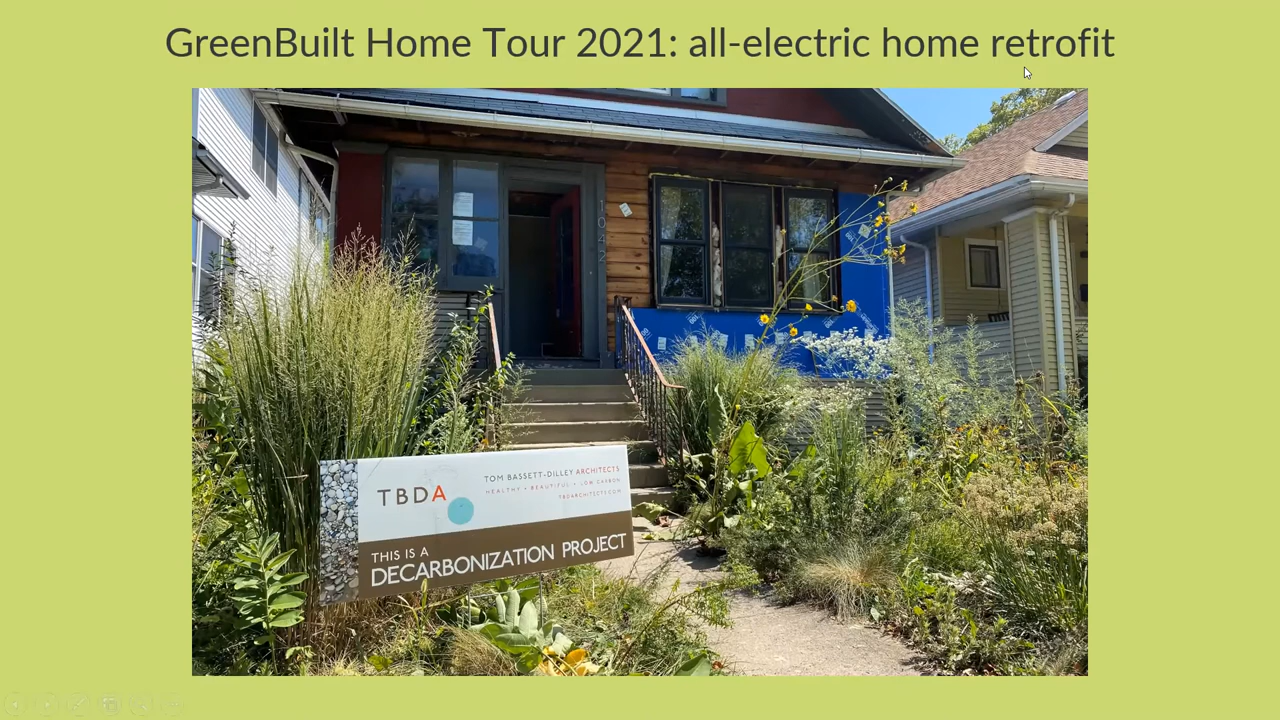 GreenBuilt Home Tour 2021: all-electric home retrofit
1042
TBDA
TOM BASSETT-DILLEY ARCHITECTS
HEALTHY • BEAUTIFUL • LOW CARBON
TBDARCHITECTS.COM
THIS IS A
DECARBONIZATION PROJECT